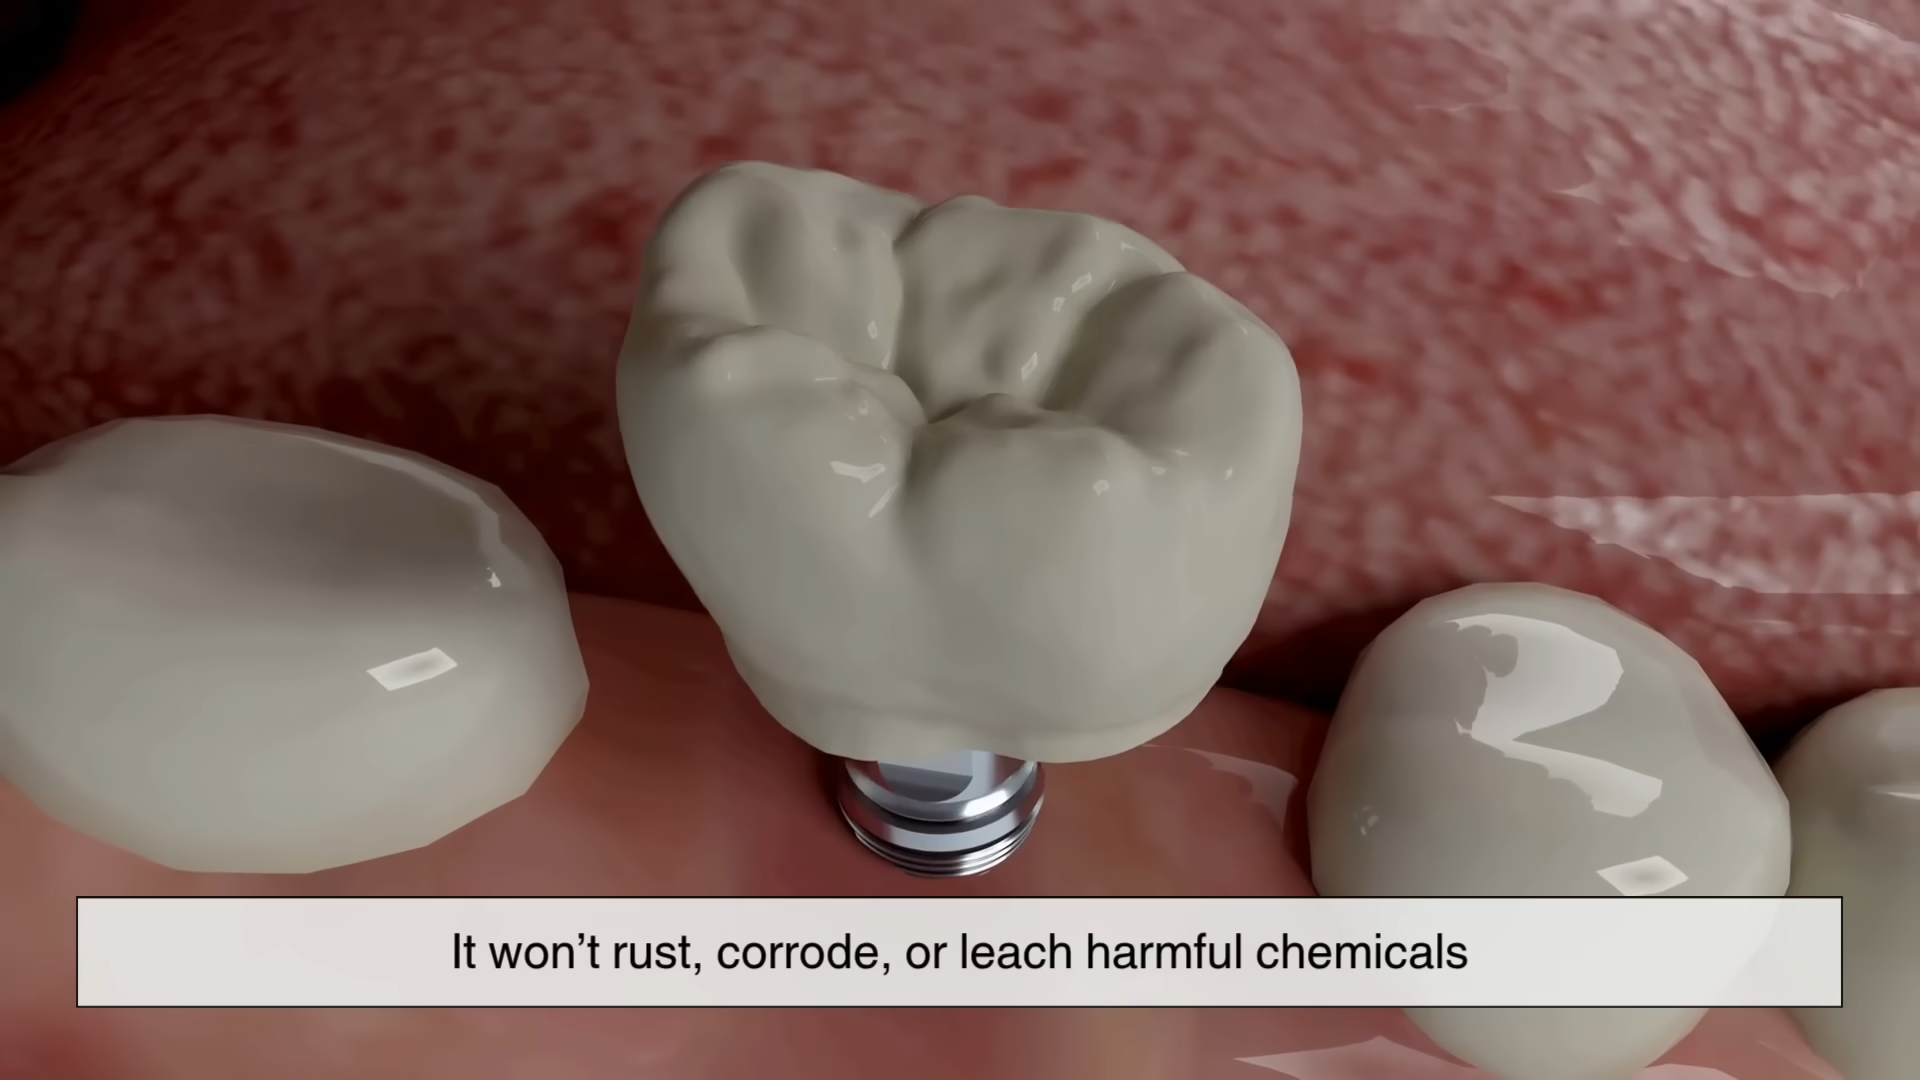 It won’t rust, corrode, or leach harmful chemicals